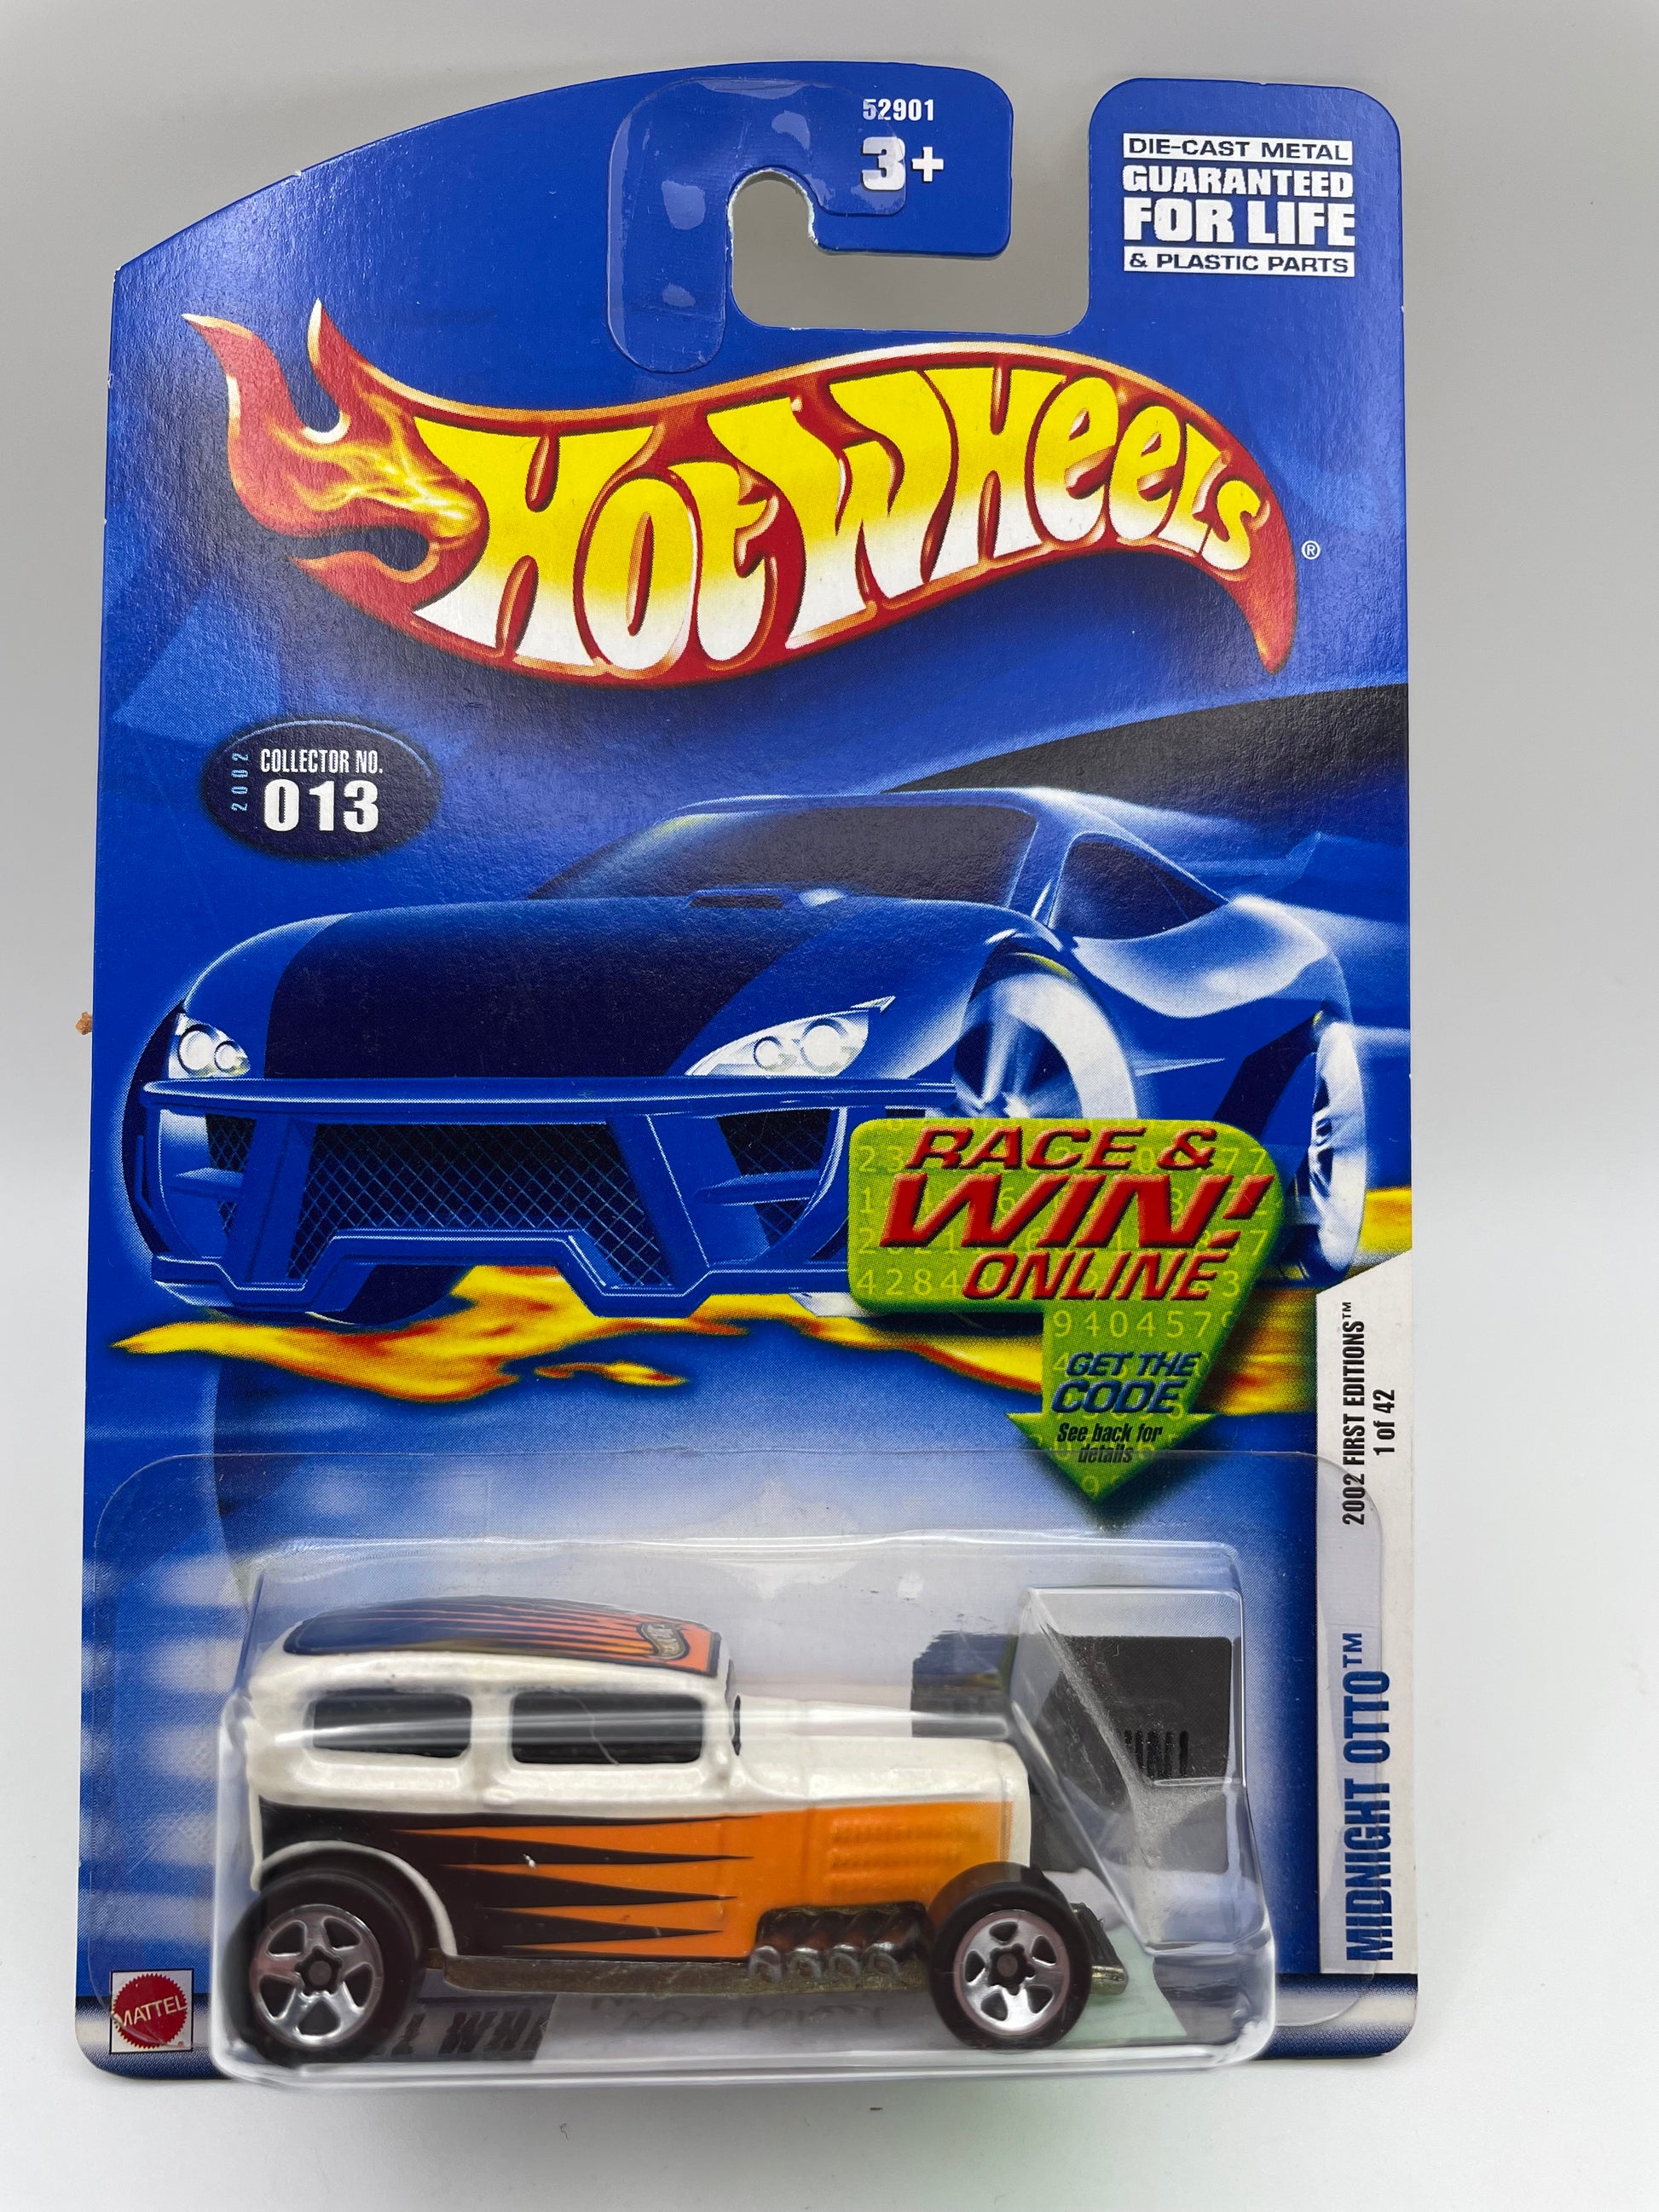 52901
3+
DIE-CAST METAL
GUARANTEED
FOR LIFE
& PLASTIC PARTS
HOT WHEELS
®
2002
COLLECTOR NO.
013
RACE &
WIN!
ONLINE
GET THE
CODE
See back for
details
2002 FIRST EDITIONS™
1 of 42
MIDNIGHT OTTO™
MATTEL